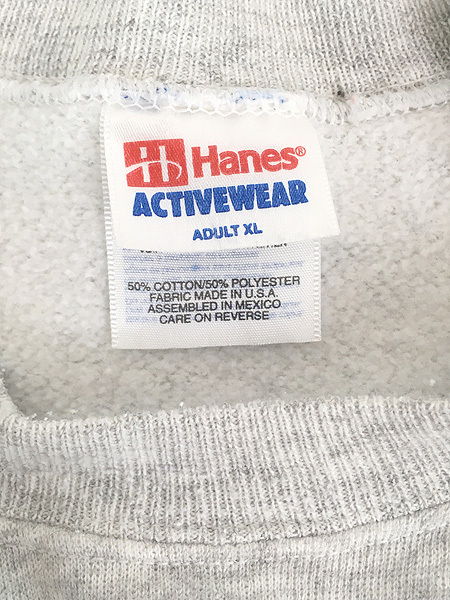 Hanes®
ACTIVEWEAR
ADULT XL
50% COTTON/50% POLYESTER
FABRIC MADE IN U.S.A.
ASSEMBLED IN MEXICO
CARE ON REVERSE